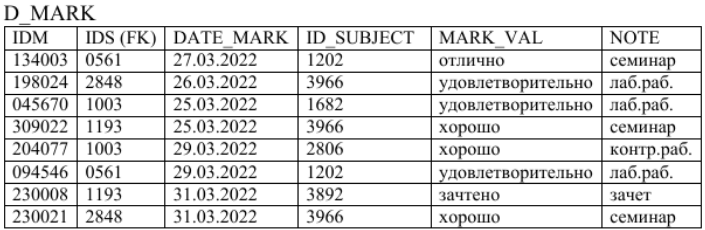 D_MARK
IDM IDS (FK) DATE_MARK ID_SUBJECT MARK_VAL NOTE
134003 0561 27.03.2022 1202 отлично семинар
198024 2848 26.03.2022 3966 удовлетворительно лаб.раб.
045670 1003 25.03.2022 1682 удовлетворительно лаб.раб.
309022 1193 25.03.2022 3966 хорошо семинар
204077 1003 29.03.2022 2806 хорошо контр.раб.
094546 0561 29.03.2022 1202 удовлетворительно лаб.раб.
230008 1193 31.03.2022 3892 зачтено зачет
230021 2848 31.03.2022 3966 хорошо семинар